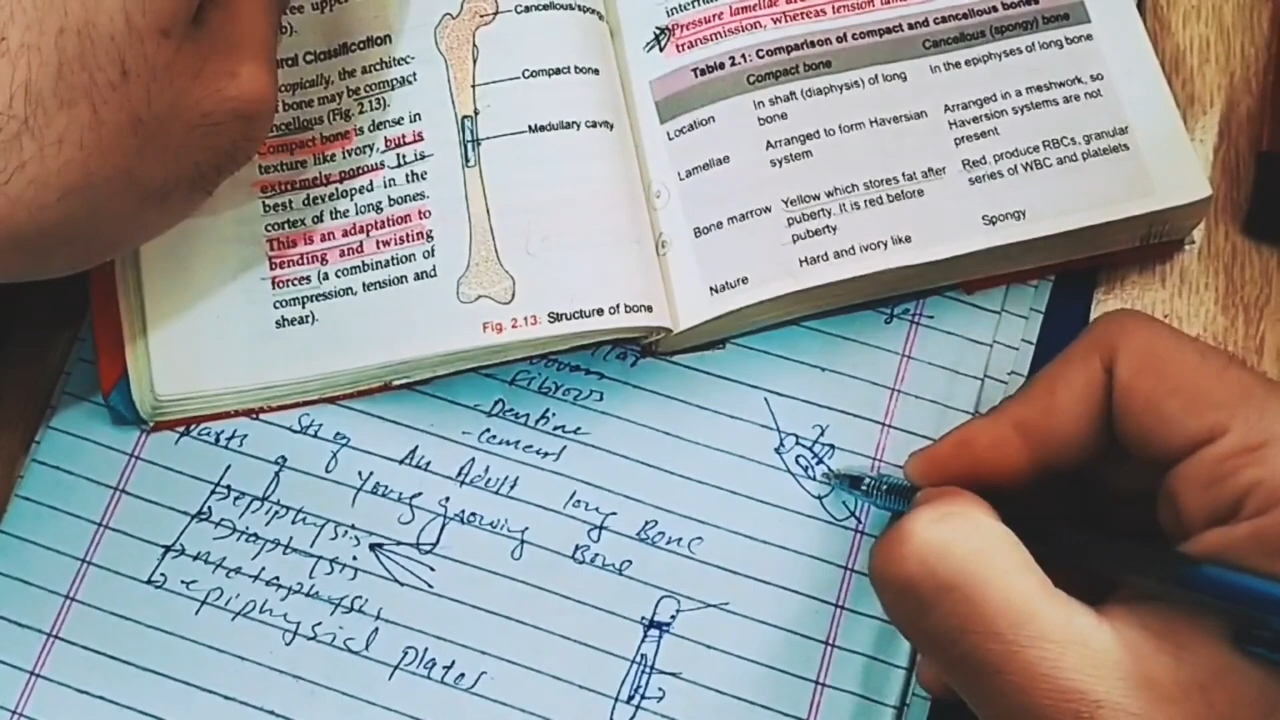 b).
ral Classification
copically, the architec-
bone may be compact
ncellous (Fig. 2.13).
Compact bone is dense in
texture like ivory, but is
extremely porous. It is
best developed in the
cortex of the long bones.
This is an adaptation to
bending and twisting
forces (a combination of
compression, tension and
shear).
Cancellous/spongy
Compact bone
Medullary cavity
Fig. 2.13: Structure of bone
Pressure lamellae
transmission, whereas tension
Table 2.1: Comparison of compact and cancellous bones
Compact bone
Cancellous (spongy) bone
Location
In shaft (diaphysis) of long
bone
In the epiphyses of long bone
Lamellae
Arranged to form Haversian
system
Arranged in a meshwork, so
Haversion systems are not
present
Bone marrow
Yellow which stores fat after
puberty. It is red before
puberty
Red, produce RBCs, granular
series of WBC and platelets
Nature
Hard and ivory like
Spongy
Fibrous
-Dentine
-Cement
An Adult long Bone
Parts of Young growing Bone
epiphysis
Diaphysis
Metaphysis
epiphysial plates